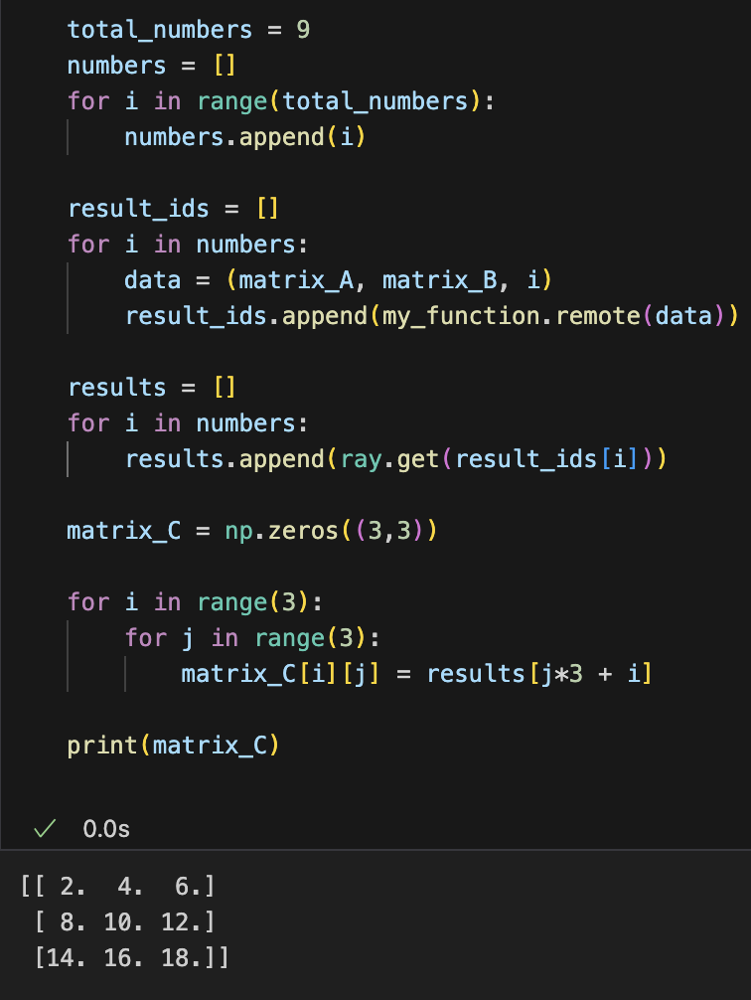 total_numbers = 9
numbers = []
for i in range(total_numbers):
    numbers.append(i)

result_ids = []
for i in numbers:
    data = (matrix_A, matrix_B, i)
    result_ids.append(my_function.remote(data))

results = []
for i in numbers:
    results.append(ray.get(result_ids[i]))

matrix_C = np.zeros((3,3))

for i in range(3):
    for j in range(3):
        matrix_C[i][j] = results[j*3 + i]

print(matrix_C)

✓ 0.0s
[[ 2.  4.  6.]
 [ 8. 10. 12.]
 [14. 16. 18.]]